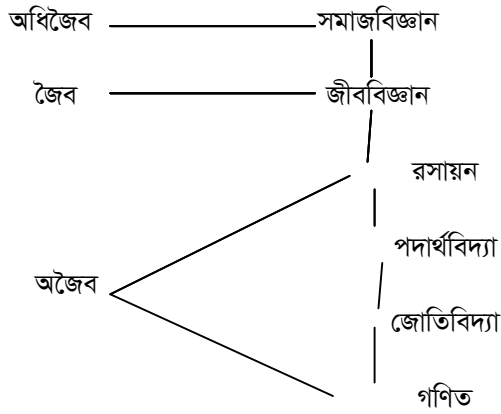 অধিজৈব সমাজবিজ্ঞান
জৈব জীববিজ্ঞান
রসায়ন
পদার্থবিদ্যা
অজৈব
জোতিবিদ্যা
গণিত